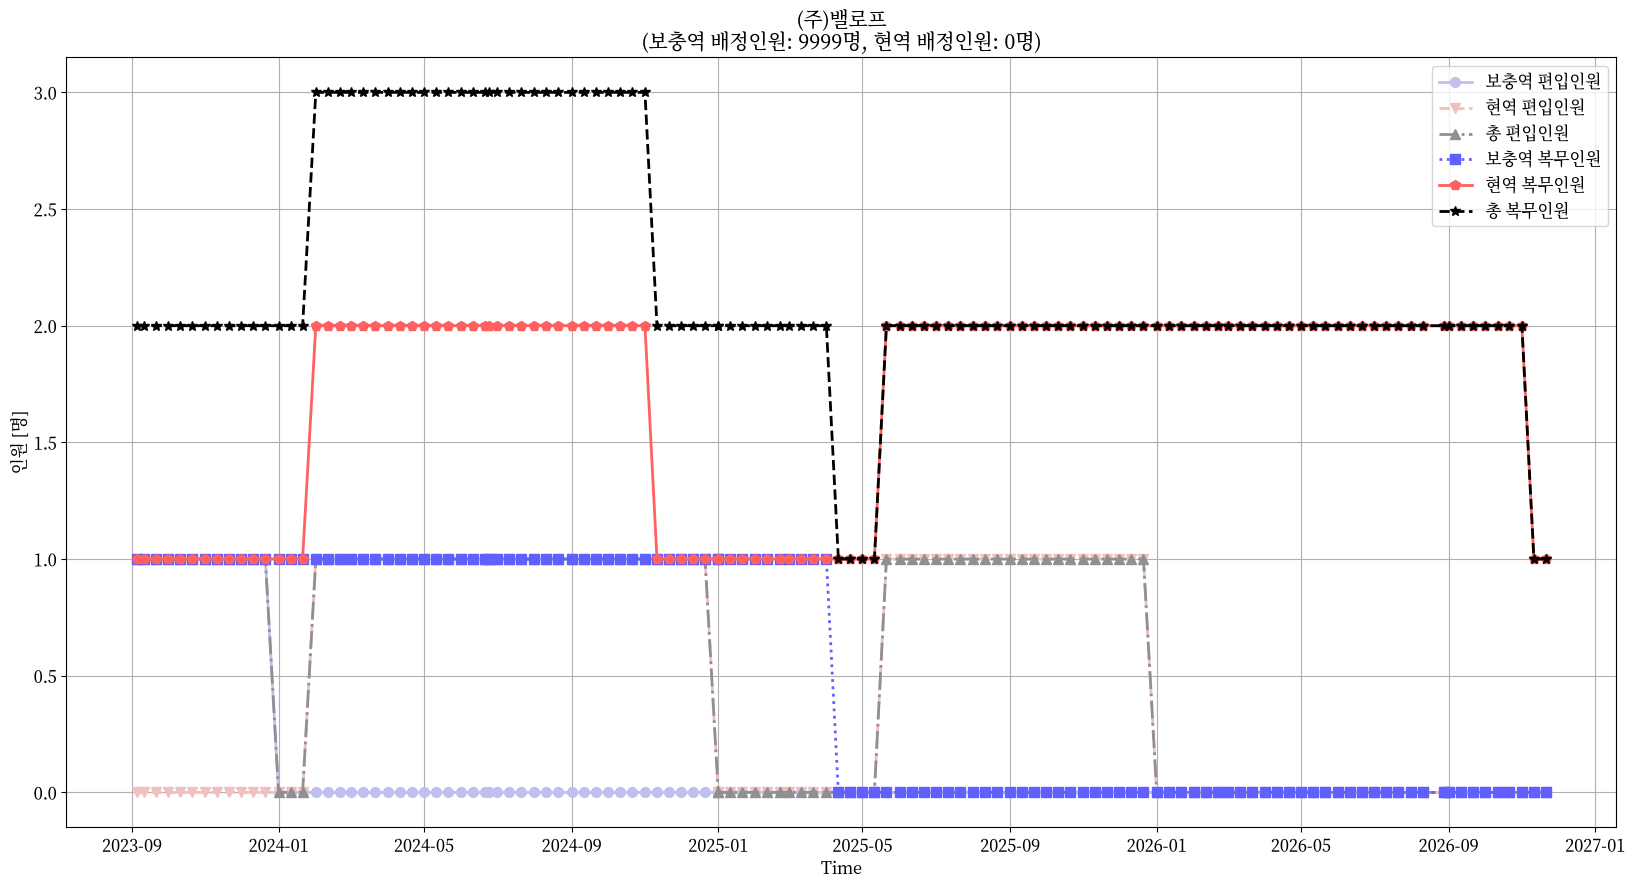 (주)밸로프
(보충역 배정인원: 9999명, 현역 배정인원: 0명)
보충역 편입인원
현역 편입인원
총 편입인원
보충역 복무인원
현역 복무인원
총 복무인원
3.0
2.5
2.0
1.5
1.0
0.5
0.0
인원 [명]
2023-09
2024-01
2024-05
2024-09
2025-01
2025-05
2025-09
2026-01
2026-05
2026-09
2027-01
Time